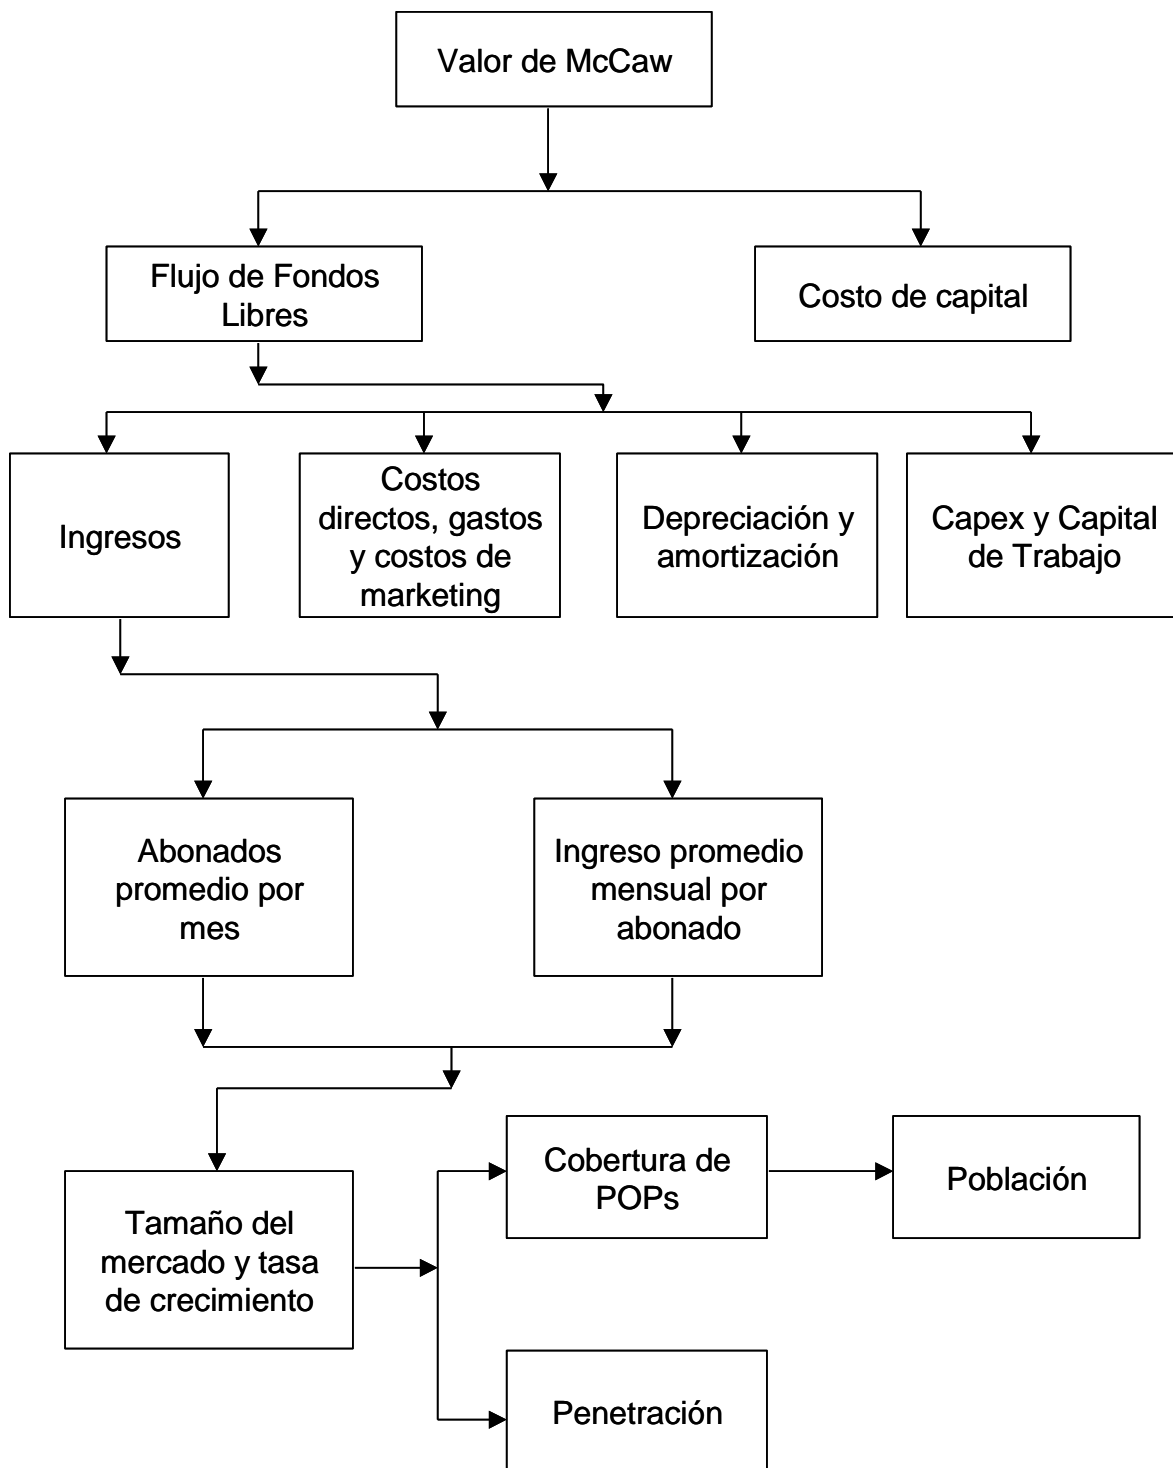 Valor de McCaw
Flujo de Fondos
Libres
Costo de capital
Ingresos
Costos
directos, gastos
y costos de
marketing
Depreciación y
amortización
Capex y Capital
de Trabajo
Abonados
promedio por
mes
Ingreso promedio
mensual por
abonado
Tamaño del
mercado y tasa
de crecimiento
Cobertura de
POPs
Población
Penetración